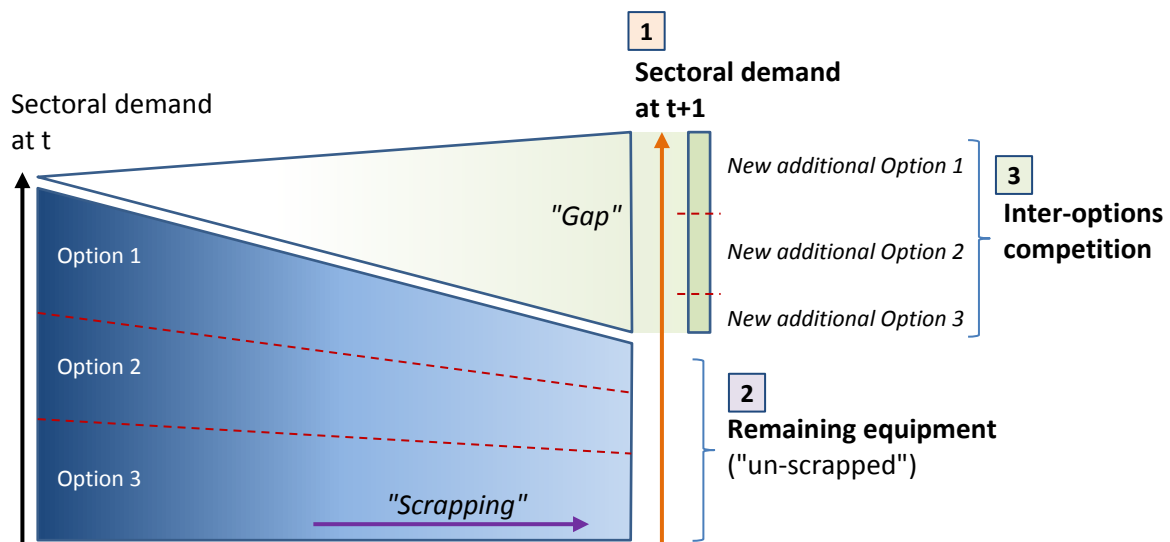 1
Sectoral demand
at t+1
Sectoral demand
at t
New additional Option 1
3
"Gap"
Inter-options
competition
Option 1
New additional Option 2
New additional Option 3
Option 2
2
Remaining equipment
("un-scrapped")
Option 3
"Scrapping"